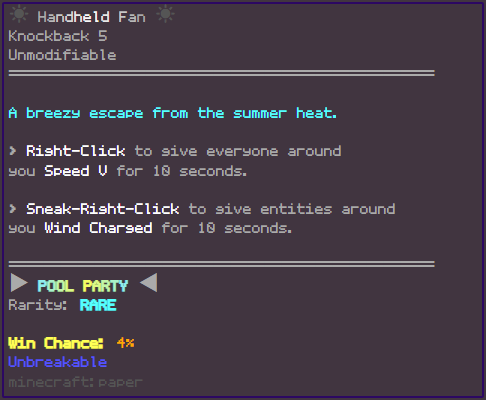 ☀ Handheld Fan ☀
Knockback 5
Unmodifiable
A breezy escape from the summer heat.
> Right-Click to give everyone around
you Speed V for 10 seconds.
> Sneak-Right-Click to give entities around
you Wind Charged for 10 seconds.
▶ POOL PARTY ◀
Rarity: RARE
Win Chance: 4%
Unbreakable
minecraft:paper